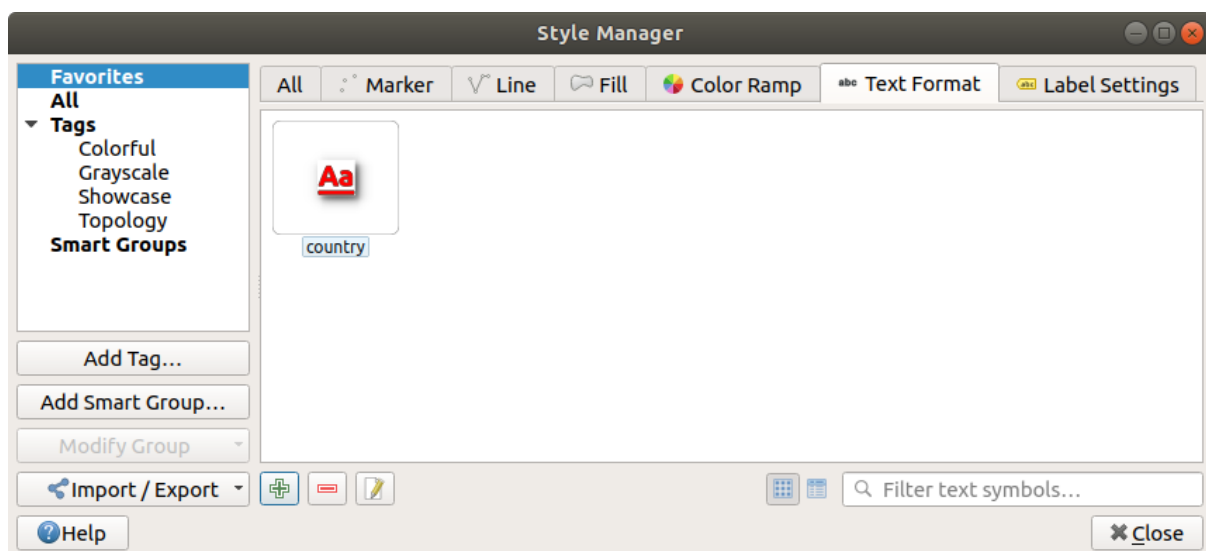 Style Manager
Favorites
All
Tags
Colorful
Grayscale
Showcase
Topology
Smart Groups
Add Tag...
Add Smart Group...
Modify Group
Import / Export
Help
All
Marker
Line
Fill
Color Ramp
abc Text Format
abc Label Settings
Aa
country
Filter text symbols...
Close